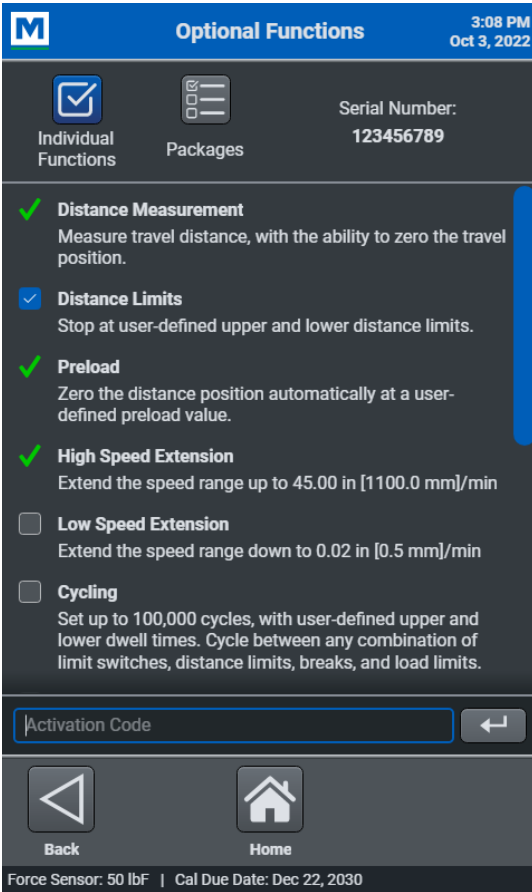 M
Optional Functions
3:08 PM
Oct 3, 2022
Individual
Functions
Packages
Serial Number:
123456789
Distance Measurement
Measure travel distance, with the ability to zero the travel
position.
Distance Limits
Stop at user-defined upper and lower distance limits.
Preload
Zero the distance position automatically at a user-
defined preload value.
High Speed Extension
Extend the speed range up to 45.00 in [1100.0 mm]/min
Low Speed Extension
Extend the speed range down to 0.02 in [0.5 mm]/min
Cycling
Set up to 100,000 cycles, with user-defined upper and
lower dwell times. Cycle between any combination of
limit switches, distance limits, breaks, and load limits.
Activation Code
Back
Home
Force Sensor: 50 lbF | Cal Due Date: Dec 22, 2030